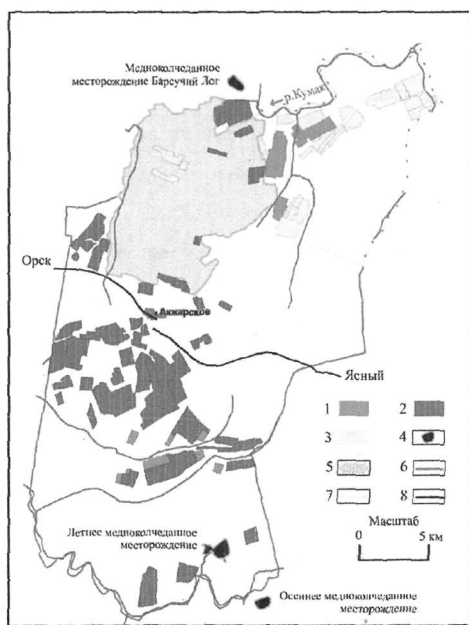 Медноколчеданное
месторождение Барсучий Лог
р.Кумак
Орск
Акжарское
Ясный
1 2
3 4
5 6
7 8
Масштаб
0 5 км
Летнее медноколчеданное
месторождение
Осеннее медноколчеданное
месторождение